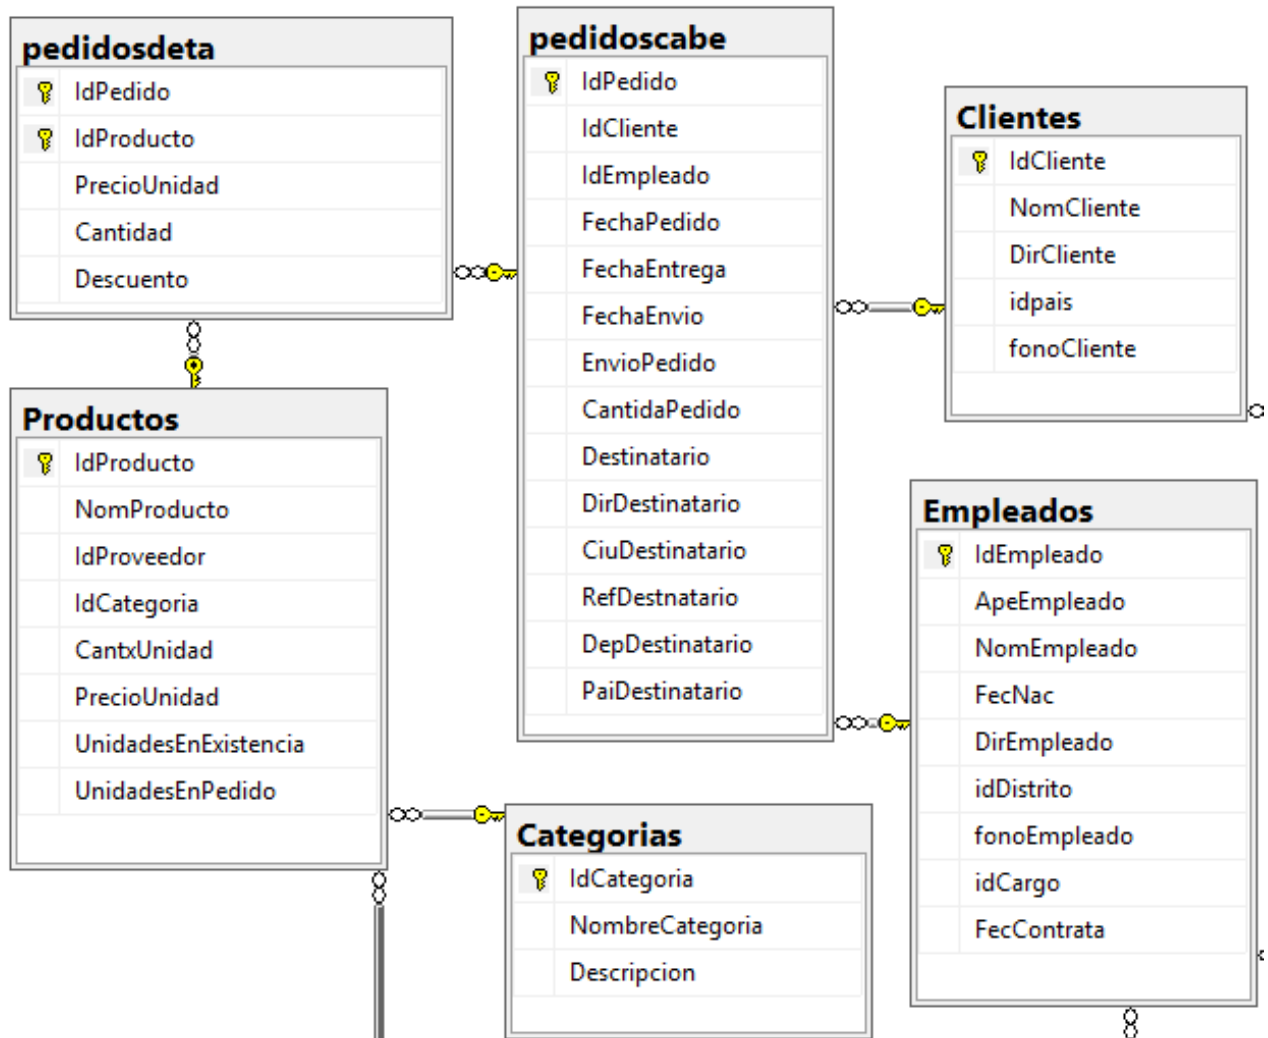 pedidosdeta
IdPedido
IdProducto
PrecioUnidad
Cantidad
Descuento
pedidoscabe
IdPedido
IdCliente
IdEmpleado
FechaPedido
FechaEntrega
FechaEnvio
EnvioPedido
CantidaPedido
Destinatario
DirDestinatario
CiuDestinatario
RefDestnatario
DepDestinatario
PaiDestinatario
Clientes
IdCliente
NomCliente
DirCliente
idpais
fonoCliente
Productos
IdProducto
NomProducto
IdProveedor
IdCategoria
CantxUnidad
PrecioUnidad
UnidadesEnExistencia
UnidadesEnPedido
Empleados
IdEmpleado
ApeEmpleado
NomEmpleado
FecNac
DirEmpleado
idDistrito
fonoEmpleado
idCargo
FecContrata
Categorias
IdCategoria
NombreCategoria
Descripcion